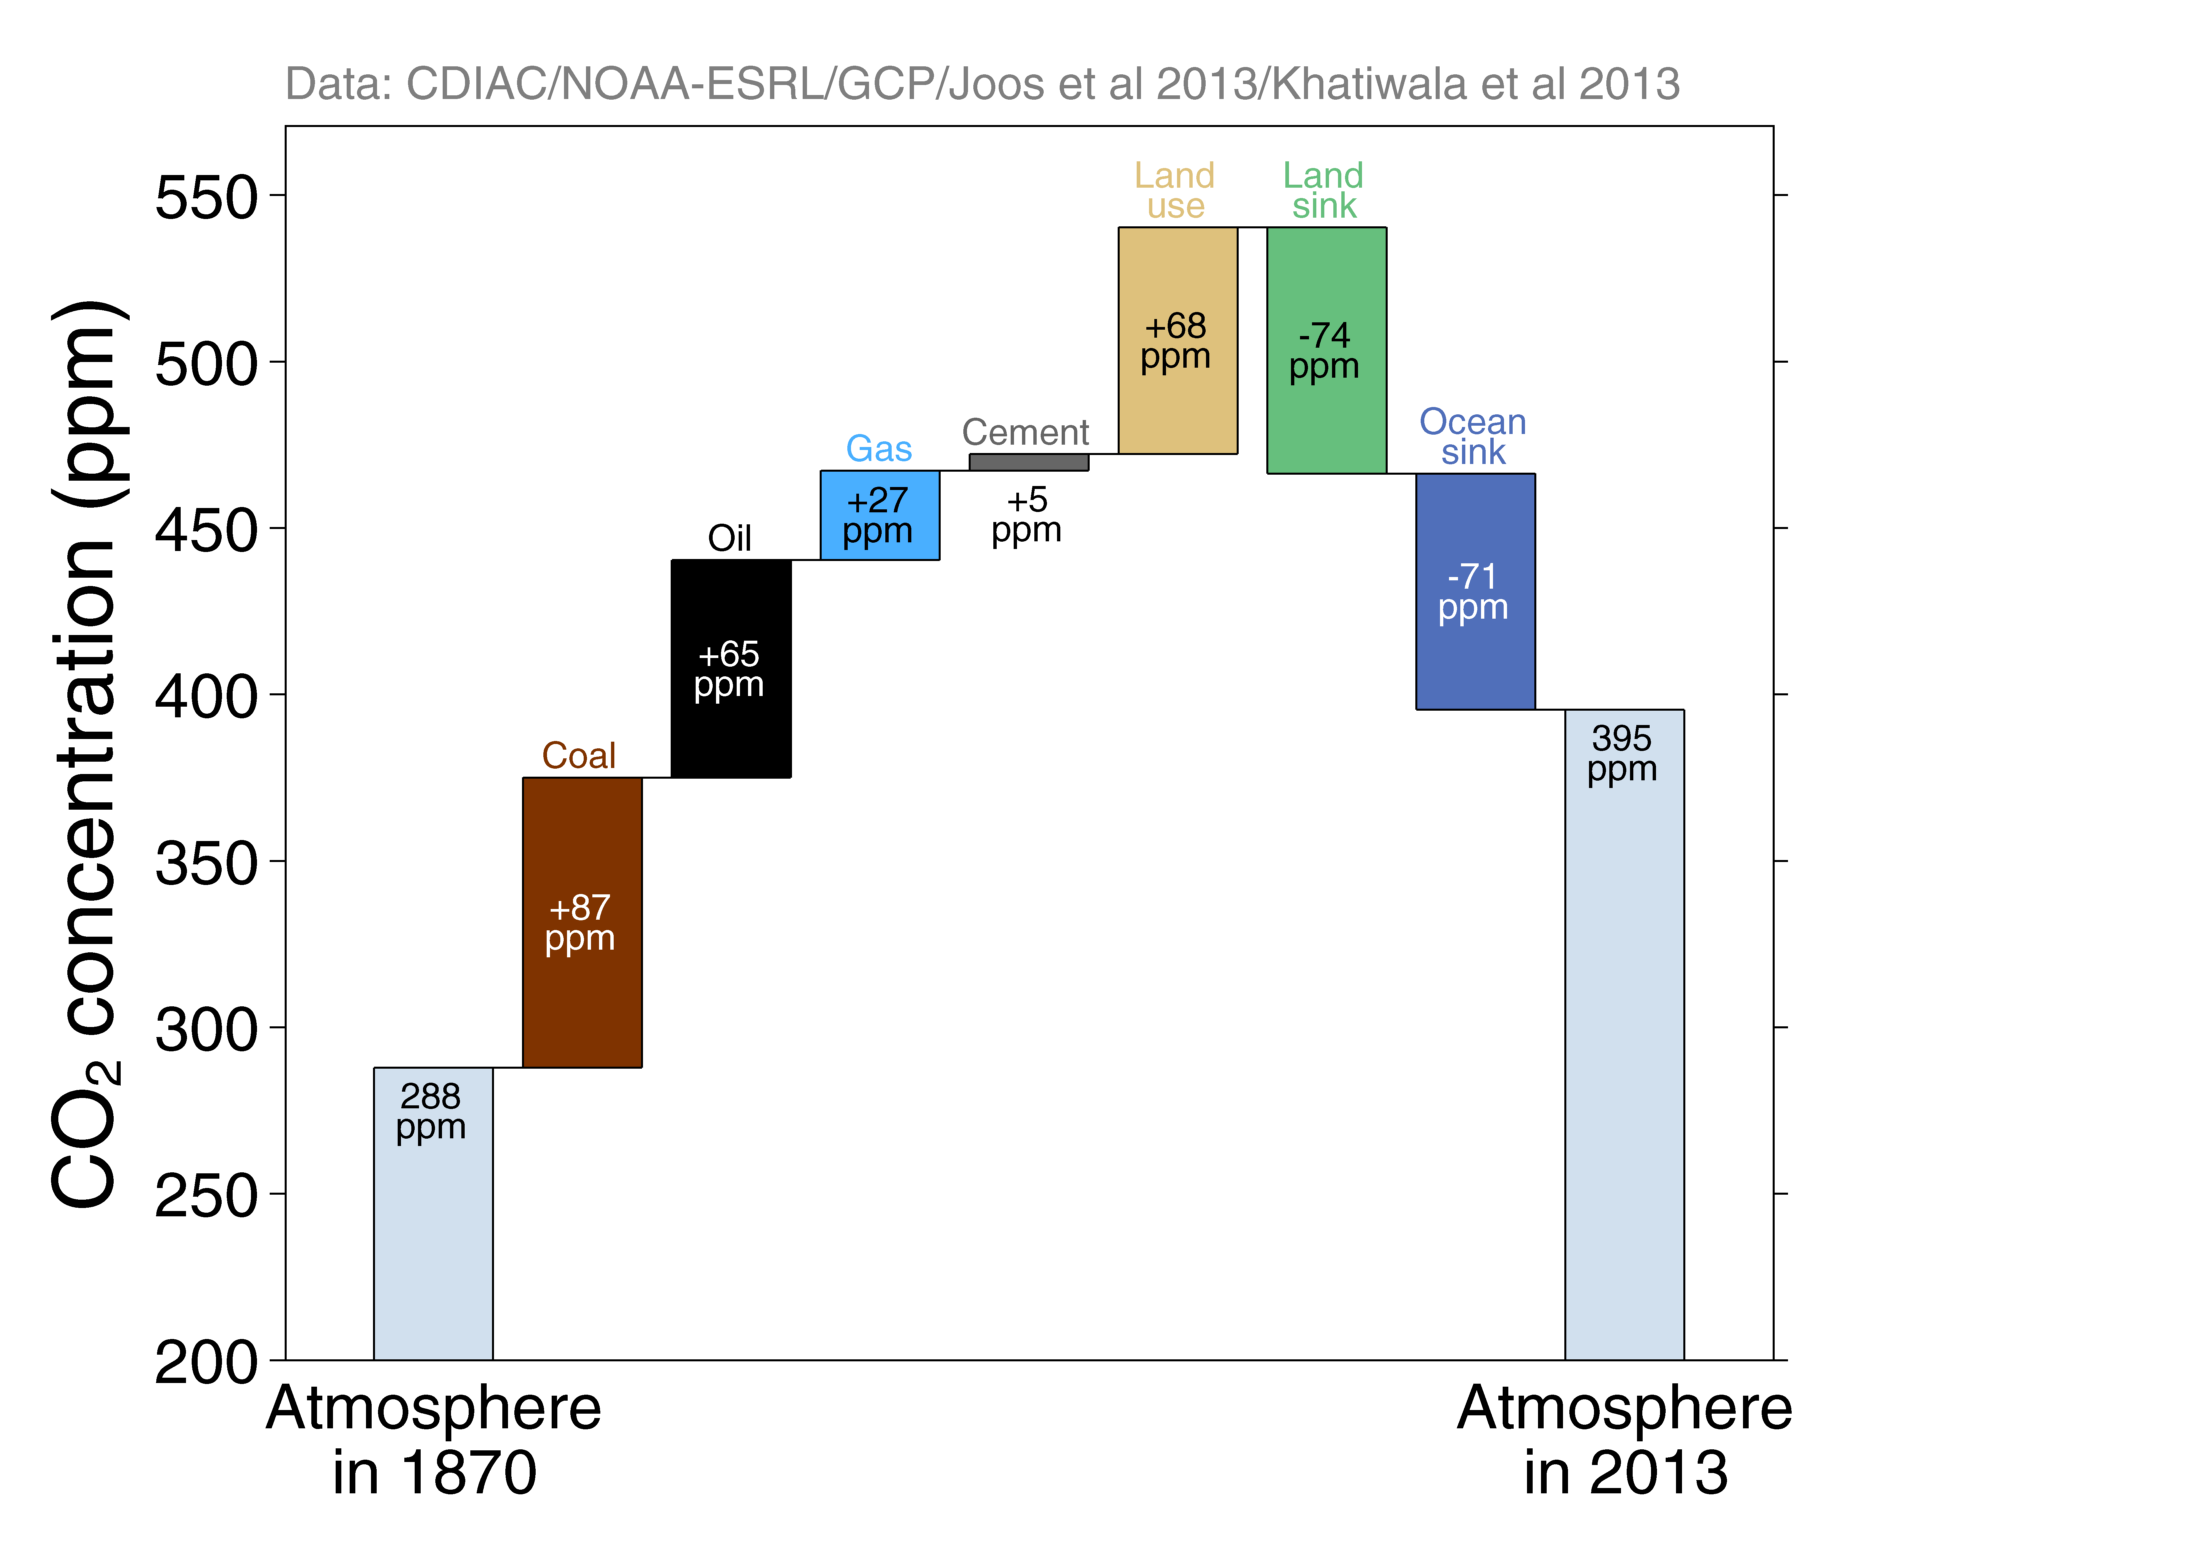 Data: CDIAC/NOAA-ESRL/GCP/Joos et al 2013/Khatiwala et al 2013
CO₂ concentration (ppm)
550
500
450
400
350
300
250
200
288
ppm
Coal
+87
ppm
Oil
+65
ppm
Gas
+27
ppm
Cement
+5
ppm
Land
use
+68
ppm
Land
sink
-74
ppm
Ocean
sink
-71
ppm
395
ppm
Atmosphere
in 1870
Atmosphere
in 2013